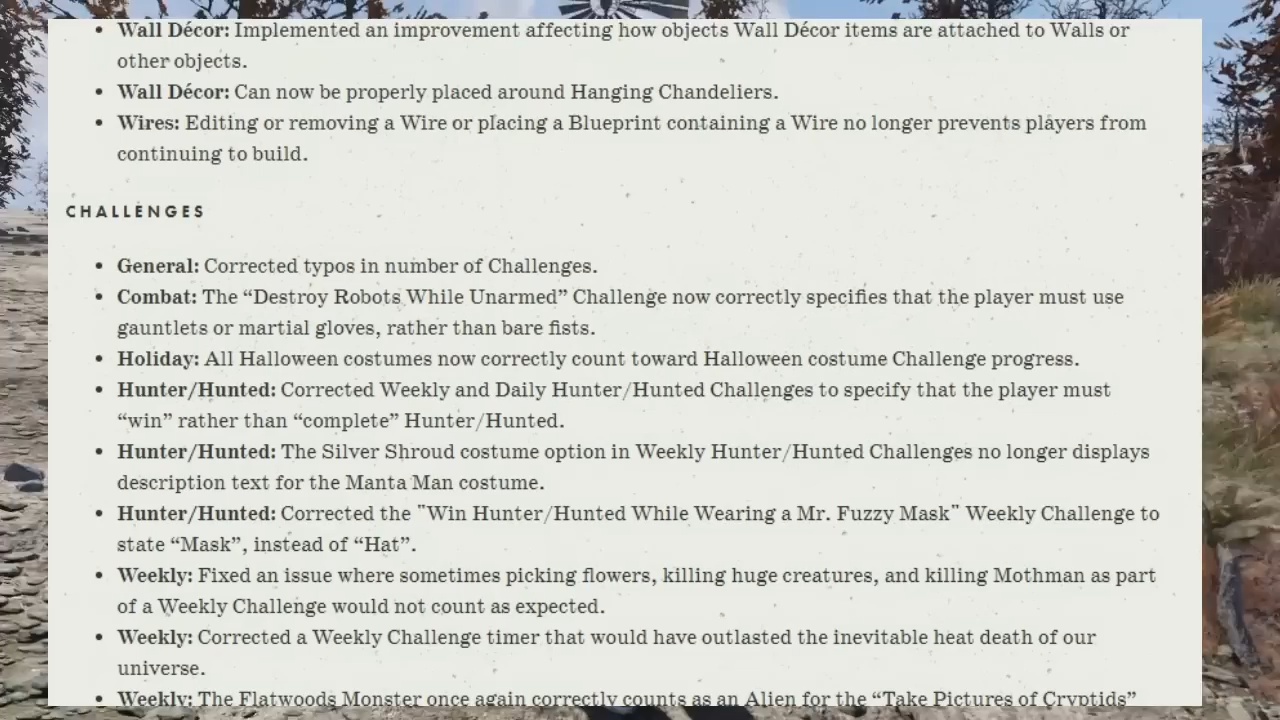 • Wall Décor: Implemented an improvement affecting how objects Wall Décor items are attached to Walls or
other objects.
• Wall Décor: Can now be properly placed around Hanging Chandeliers.
• Wires: Editing or removing a Wire or placing a Blueprint containing a Wire no longer prevents players from
continuing to build.
CHALLENGES
• General: Corrected typos in number of Challenges.
• Combat: The “Destroy Robots While Unarmed” Challenge now correctly specifies that the player must use
gauntlets or martial gloves, rather than bare fists.
• Holiday: All Halloween costumes now correctly count toward Halloween costume Challenge progress.
• Hunter/Hunted: Corrected Weekly and Daily Hunter/Hunted Challenges to specify that the player must
“win” rather than “complete” Hunter/Hunted.
• Hunter/Hunted: The Silver Shroud costume option in Weekly Hunter/Hunted Challenges no longer displays
description text for the Manta Man costume.
• Hunter/Hunted: Corrected the "Win Hunter/Hunted While Wearing a Mr. Fuzzy Mask" Weekly Challenge to
state “Mask”, instead of “Hat”.
• Weekly: Fixed an issue where sometimes picking flowers, killing huge creatures, and killing Mothman as part
of a Weekly Challenge would not count as expected.
• Weekly: Corrected a Weekly Challenge timer that would have outlasted the inevitable heat death of our
universe.
• Weekly: The Flatwoods Monster once again correctly counts as an Alien for the “Take Pictures of Cryptids”